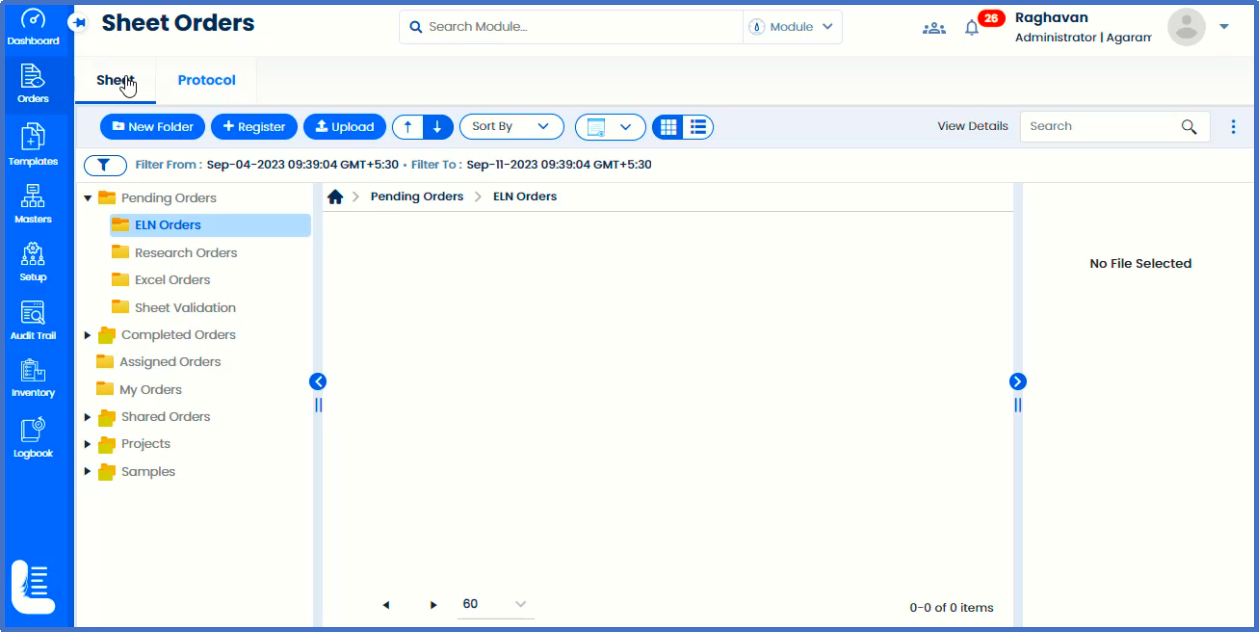 Dashboard
Orders
Templates
Masters
Setup
Audit Trail
Inventory
Logbook
Sheet Orders
Search Module...
Module
26
Raghavan
Administrator | Agaram
Sheet
Protocol
New Folder
+ Register
Upload
Sort By
View Details
Search
Filter From : Sep-04-2023 09:39:04 GMT+5:30 • Filter To : Sep-11-2023 09:39:04 GMT+5:30
Pending Orders
ELN Orders
Research Orders
Excel Orders
Sheet Validation
Completed Orders
Assigned Orders
My Orders
Shared Orders
Projects
Samples
Pending Orders > ELN Orders
No File Selected
60
0-0 of 0 items